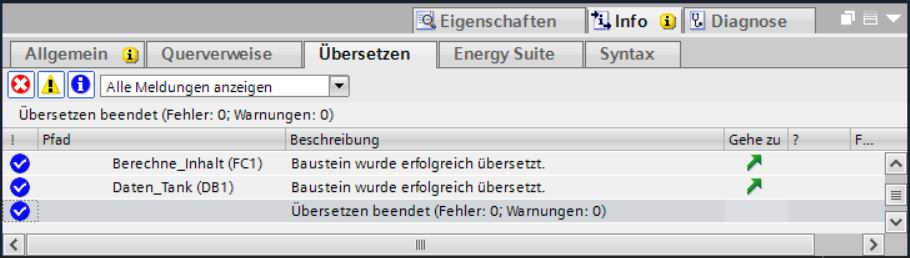 Eigenschaften Info Diagnose
Allgemein Querverweise Übersetzen Energy Suite Syntax
Alle Meldungen anzeigen
Übersetzen beendet (Fehler: 0; Warnungen: 0)
! Pfad Beschreibung Gehe zu ? F...
Berechne_Inhalt (FC1) Baustein wurde erfolgreich übersetzt.
Daten_Tank (DB1) Baustein wurde erfolgreich übersetzt.
Übersetzen beendet (Fehler: 0; Warnungen: 0)